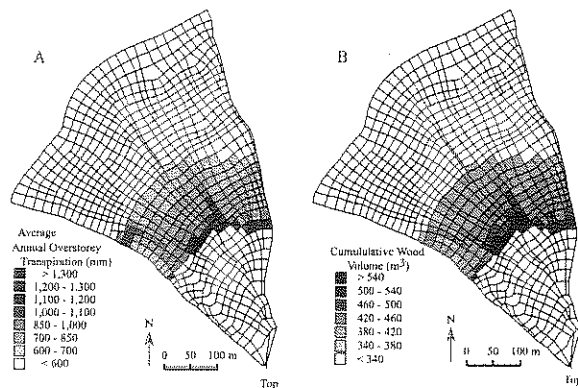 A
B
Average
Annual Overstorey
Transpiration (mm)
> 1,300
1,200 - 1,300
1,100 - 1,200
1,000 - 1,100
850 - 1,000
700 - 850
600 - 700
< 600
N
0 50 100 m
Top
Cumululative Wood
Volume (m³)
> 540
500 - 540
460 - 500
420 - 460
380 - 420
340 - 380
< 340
N
0 50 100 m
Top